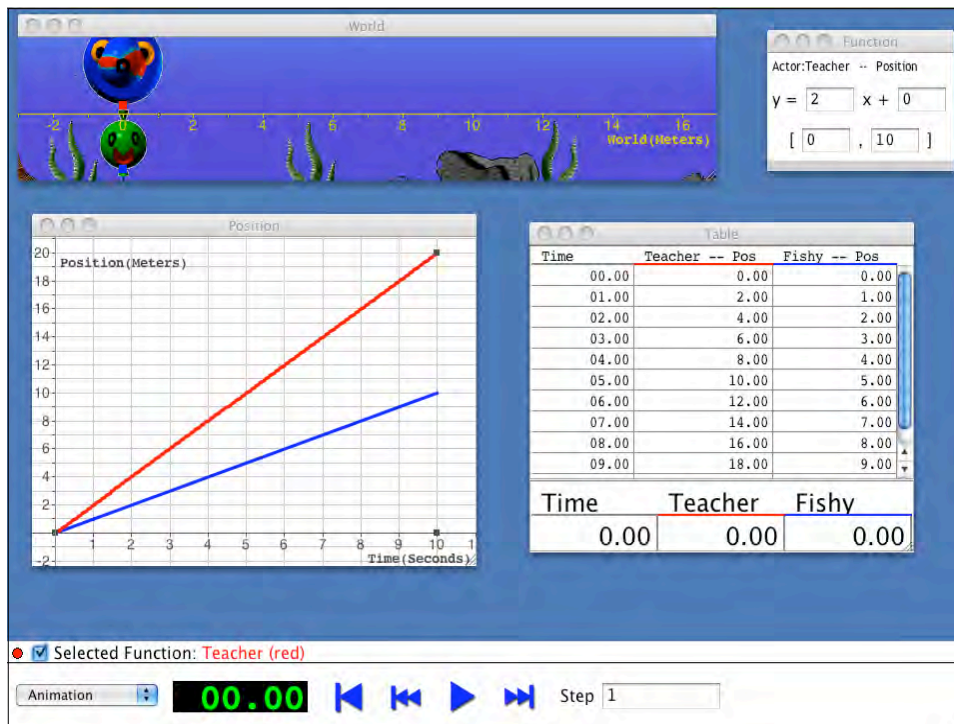 World
-2 0 2 4 6 8 10 12 14 16
World(Meters)
Function
Actor:Teacher -- Position
y = 2 x + 0
[ 0 , 10 ]
Position
Position(Meters)
20
18
16
14
12
10
8
6
4
2
-2
1 2 3 4 5 6 7 8 9 10 1
Time(Seconds)
Table
Time Teacher -- Pos Fishy -- Pos
00.00 0.00 0.00
01.00 2.00 1.00
02.00 4.00 2.00
03.00 6.00 3.00
04.00 8.00 4.00
05.00 10.00 5.00
06.00 12.00 6.00
07.00 14.00 7.00
08.00 16.00 8.00
09.00 18.00 9.00
Time Teacher Fishy
0.00 0.00 0.00
Selected Function: Teacher (red)
Animation 00.00 Step 1